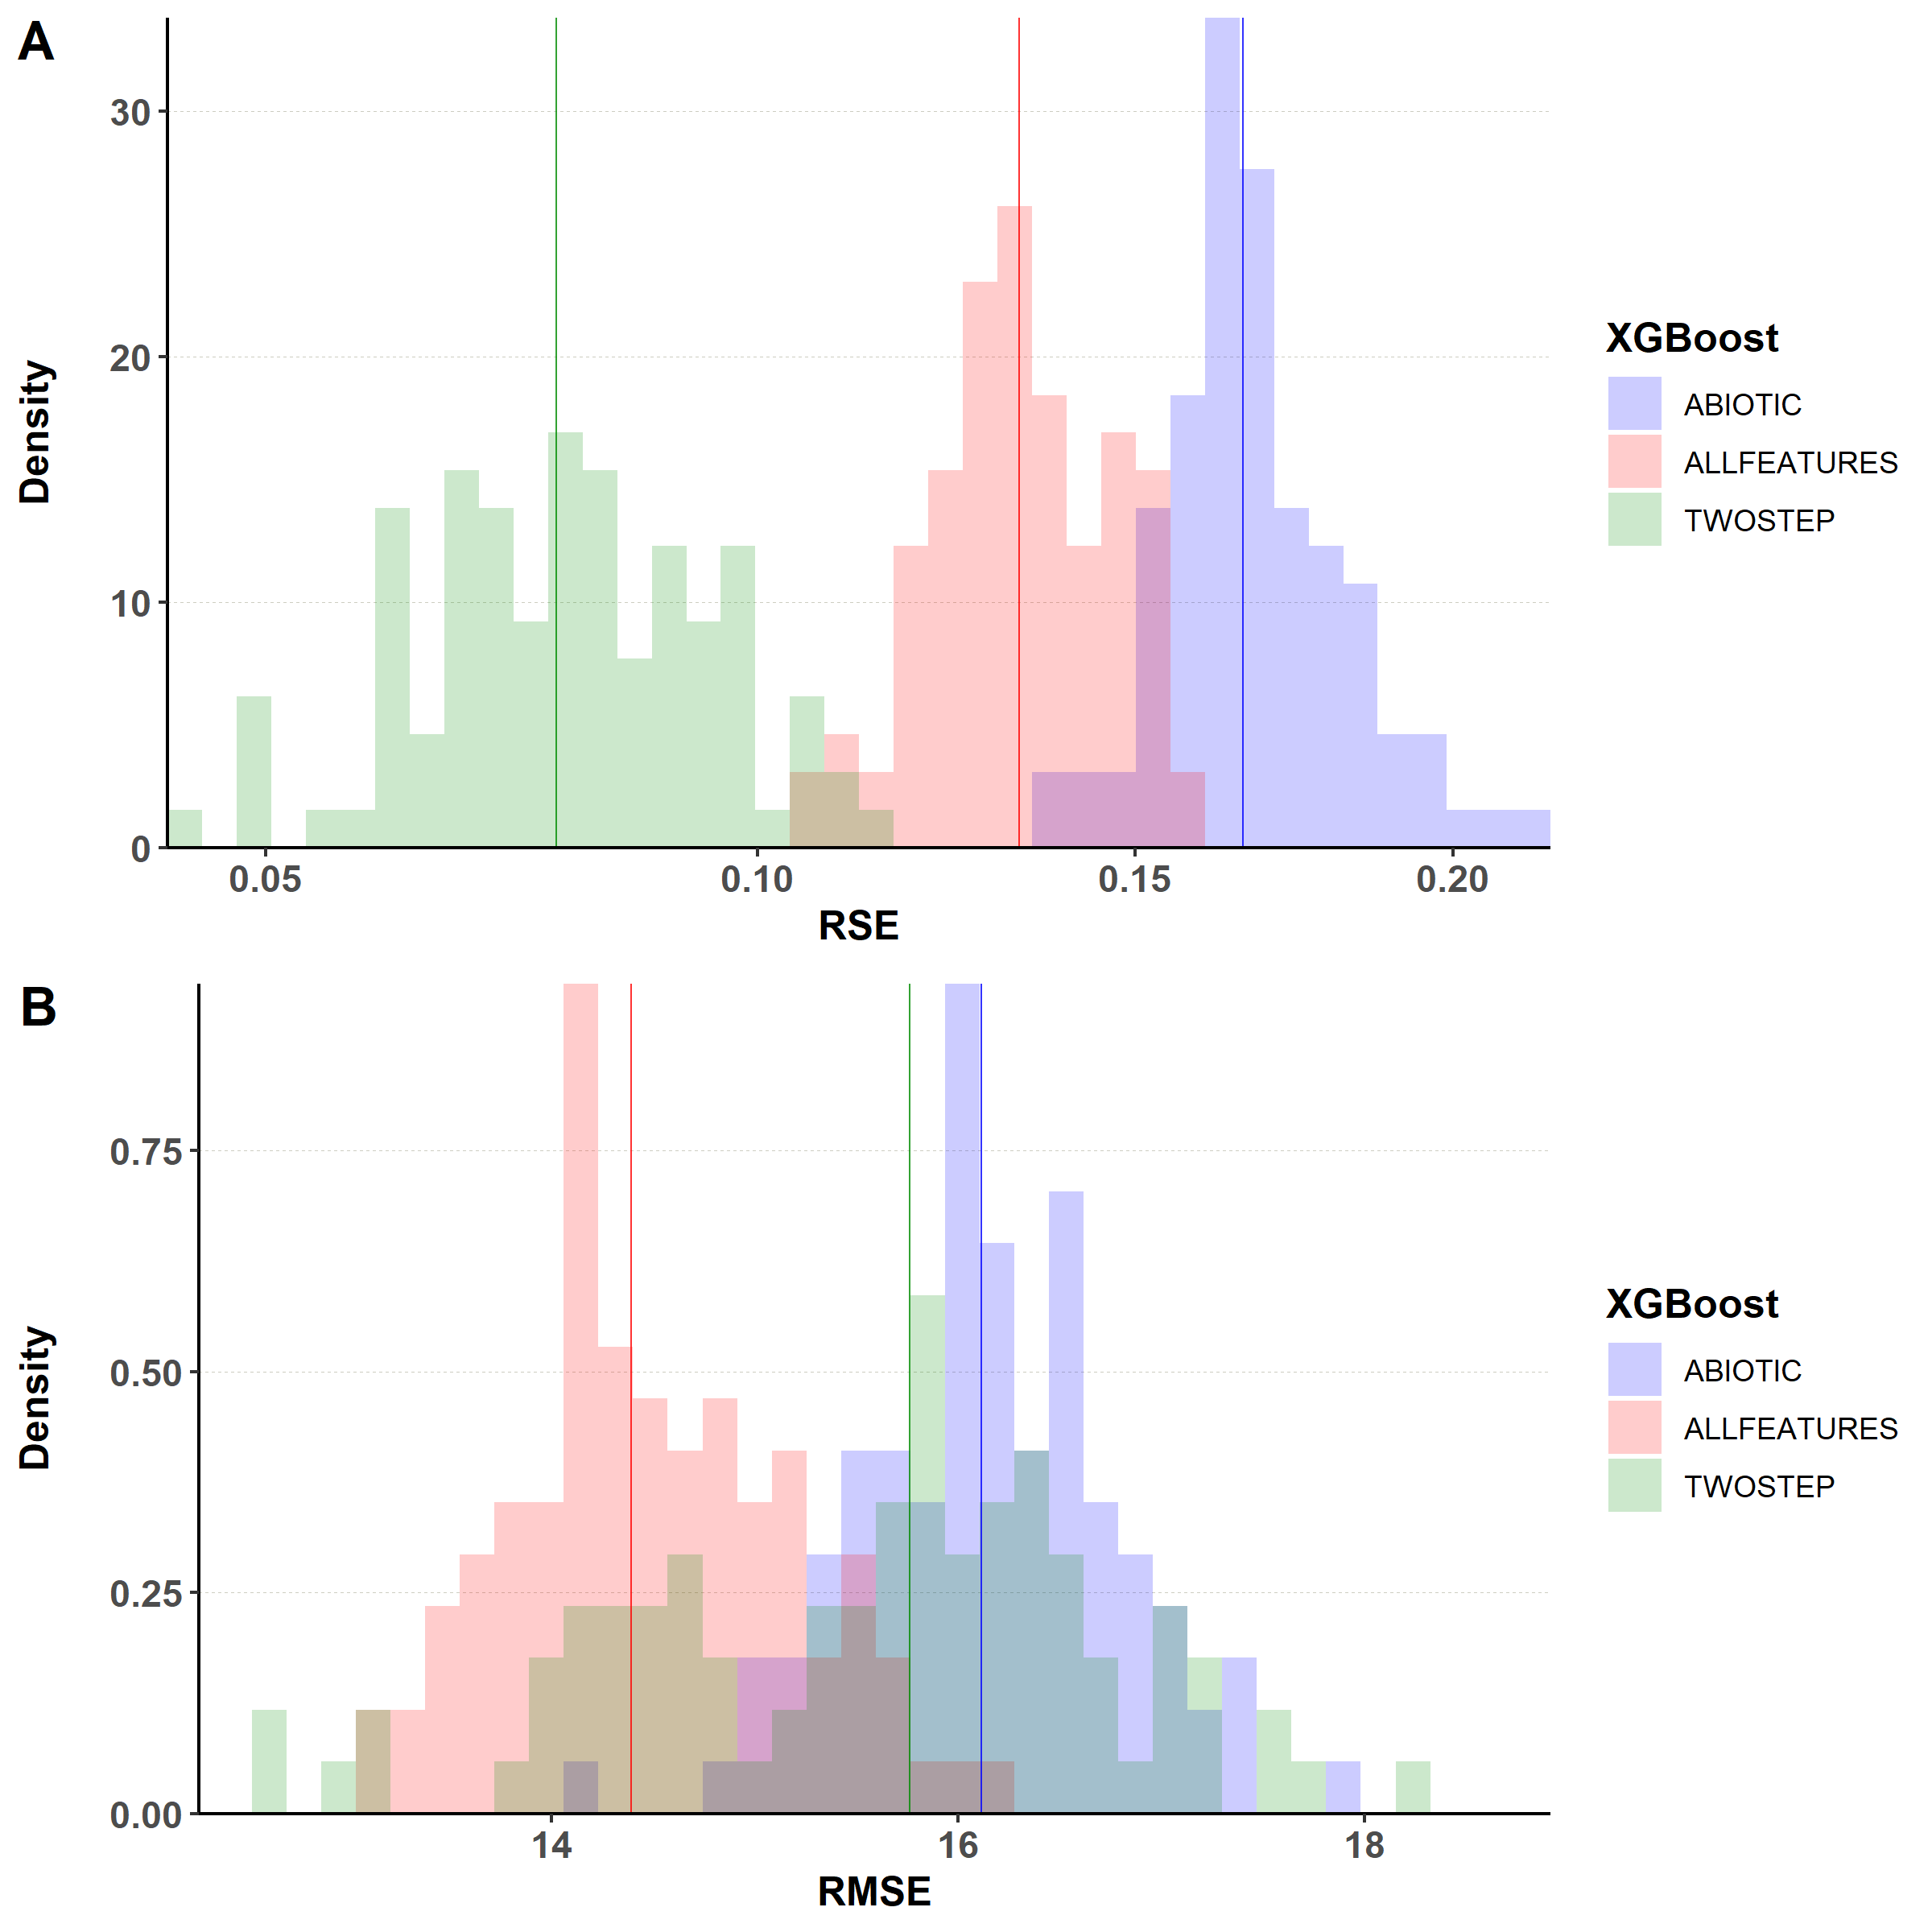 A
30
20
10
0
Density
0.05 0.10 0.15 0.20
RSE
XGBoost
ABIOTIC
ALLFEATURES
TWOSTEP
B
0.75
0.50
0.25
0.00
Density
14 16 18
RMSE
XGBoost
ABIOTIC
ALLFEATURES
TWOSTEP